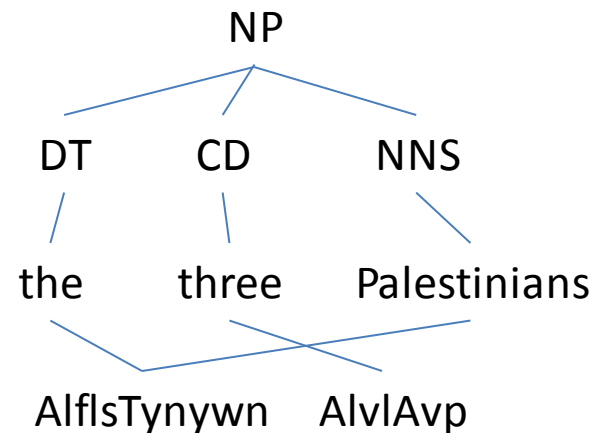 NP
DT CD NNS
the three Palestinians
AlflsTynywn AlvlAvp